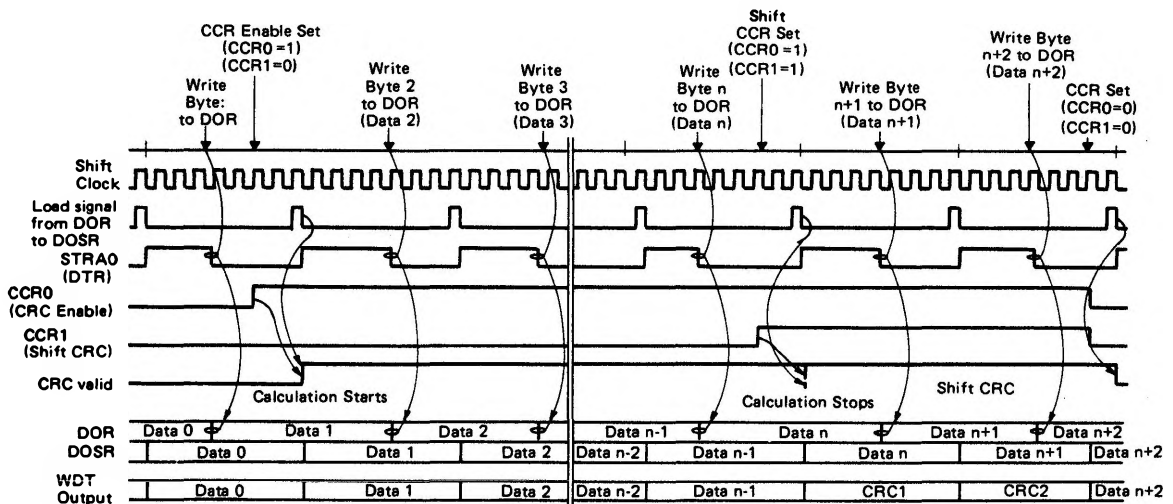 CCR Enable Set
(CCR0=1)
(CCR1=0)
Write
Byte:
to DOR
Write
Byte 2
to DOR
(Data 2)
Write
Byte 3
to DOR
(Data 3)
Write
Byte n
to DOR
(Data n)
Shift
CCR Set
(CCR0=1)
(CCR1=1)
Write Byte
n+1 to DOR
(Data n+1)
Write Byte
n+2 to DOR
(Data n+2)
CCR Set
(CCR0=0)
(CCR1=0)
Shift
Clock
Load signal
from DOR
to DOSR
STRA0
(DTR)
CCR0
(CRC Enable)
CCR1
(Shift CRC)
CRC valid
Calculation Starts
Calculation Stops
Shift CRC
DOR Data 0 Data 1 Data 2 Data n-1 Data n Data n+1 Data n+2
DOSR Data 0 Data 1 Data 2 Data n-2 Data n-1 Data n Data n+1 Data n+2
WDT
Output Data 0 Data 1 Data 2 Data n-2 Data n-1 CRC1 CRC2 Data n+2